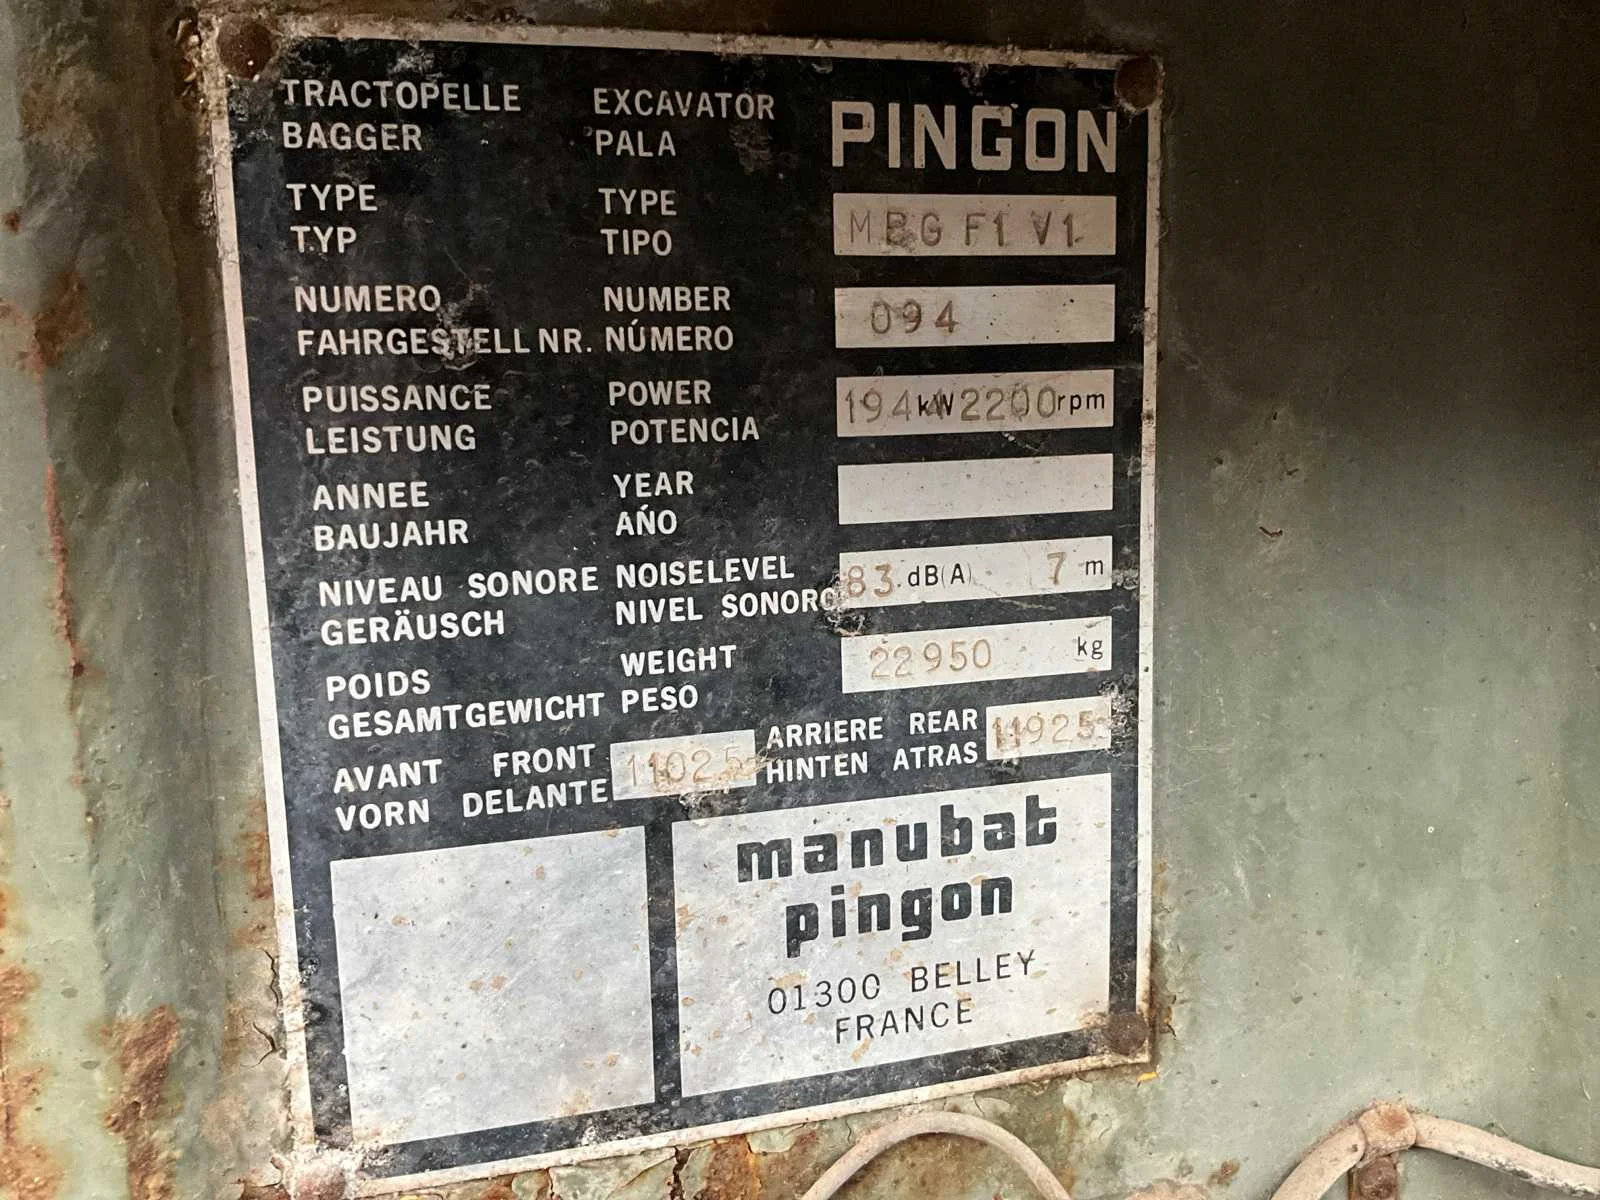 TRACTOPELLE EXCAVATOR PINGON
BAGGER PALA
TYPE TYPE MBG F1 V1
TYP TIPO
NUMERO NUMBER 094
FAHRGESTELL NR. NÚMERO
PUISSANCE POWER 194 kW 2200 rpm
LEISTUNG POTENCIA
ANNEE YEAR
BAUJAHR AŃO
NIVEAU SONORE NOISELEVEL 83 dB(A) 7 m
GERÄUSCH NIVEL SONORO
POIDS WEIGHT 22950 kg
GESAMTGEWICHT PESO
AVANT FRONT 11025 ARRIERE REAR 11925
VORN DELANTE HINTEN ATRAS
manubat
pingon
01300 BELLEY
FRANCE